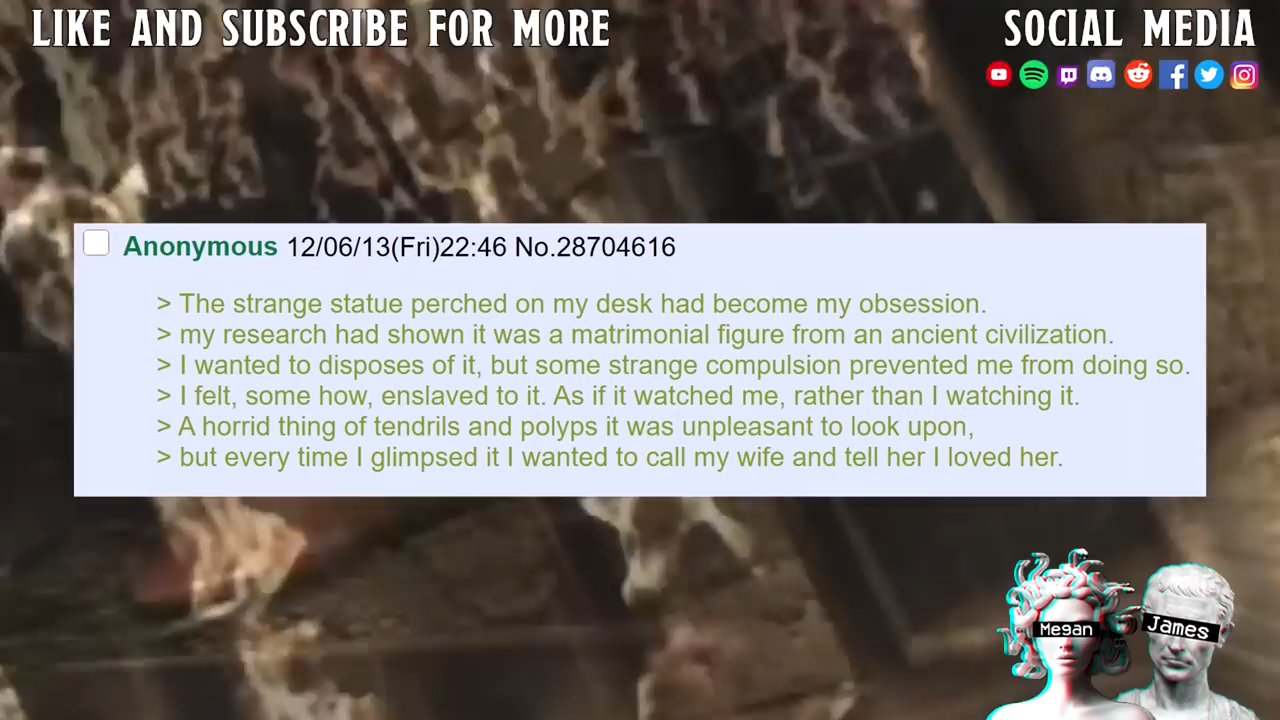 LIKE AND SUBSCRIBE FOR MORE
SOCIAL MEDIA
Anonymous 12/06/13(Fri)22:46 No.28704616
> The strange statue perched on my desk had become my obsession.
> my research had shown it was a matrimonial figure from an ancient civilization.
> I wanted to disposes of it, but some strange compulsion prevented me from doing so.
> I felt, some how, enslaved to it. As if it watched me, rather than I watching it.
> A horrid thing of tendrils and polyps it was unpleasant to look upon,
> but every time I glimpsed it I wanted to call my wife and tell her I loved her.
Megan
James